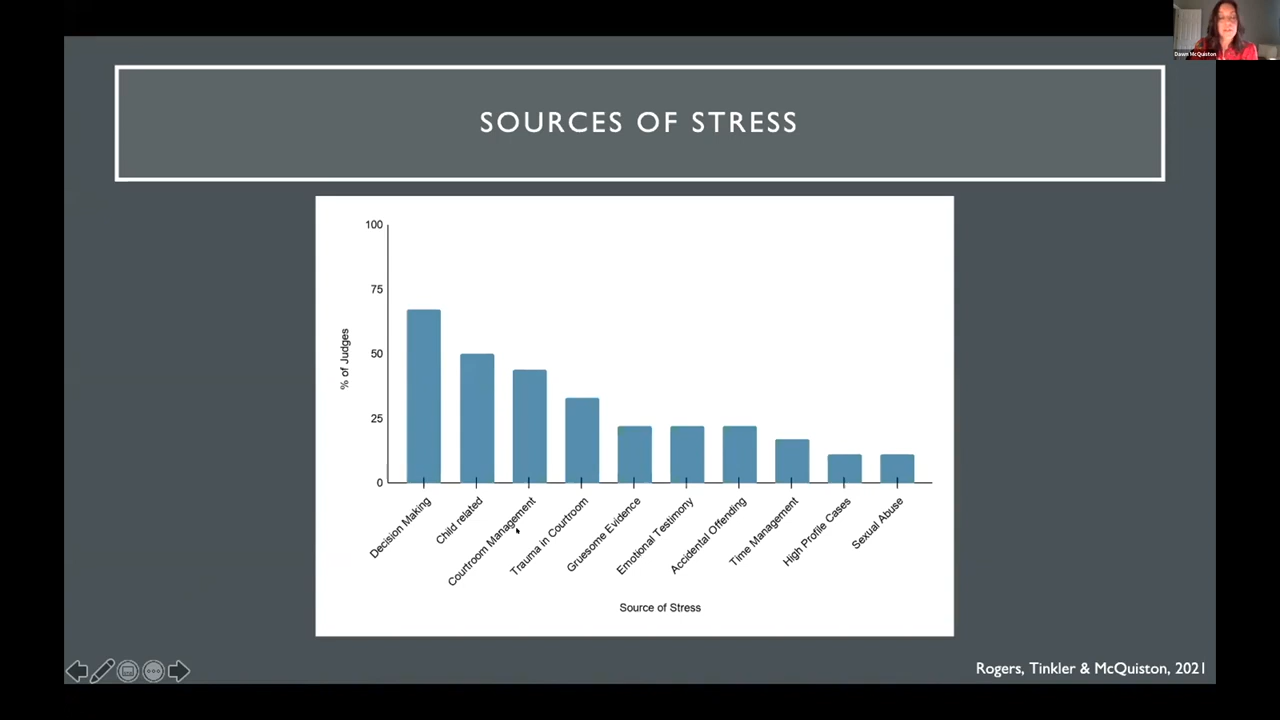 Dawn McQuiston
SOURCES OF STRESS
100
75
50
25
0
% of Judges
Decision Making
Child related
Courtroom Management
Trauma in Courtroom
Gruesome Evidence
Emotional Testimony
Accidental Offending
Time Management
High Profile Cases
Sexual Abuse
Source of Stress
Rogers, Tinkler & McQuiston, 2021